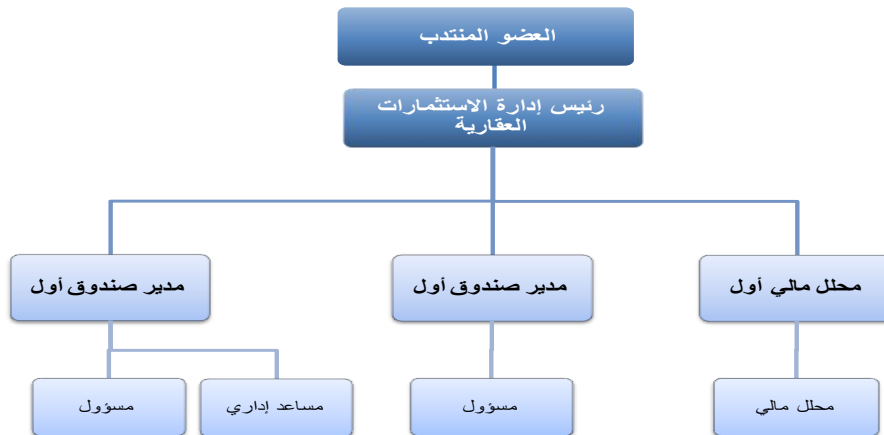 العضو المنتدب
رئيس إدارة الاستثمارات
العقارية
محلل مالي أول
مدير صندوق أول
مدير صندوق أول
محلل مالي
مسؤول
مساعد إداري
مسؤول